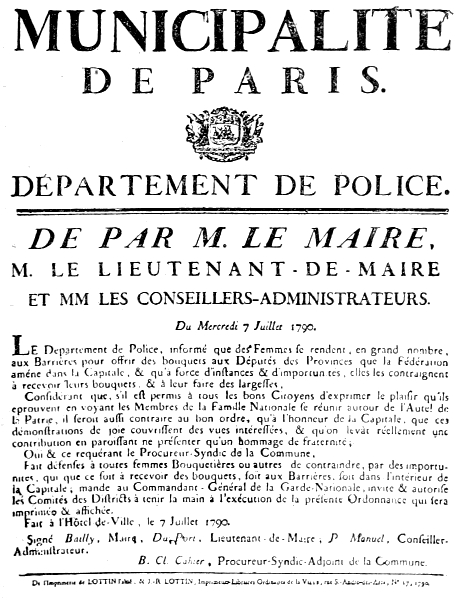 MUNICIPALITE
DE PARIS.
DEPARTEMENT DE POLICE.
DE PAR M. LE MAIRE,
M. LE LIEUTENANT-DE-MAIRE
ET MM LES CONSEILLERS-ADMINISTRATEURS.
Du Mercredi 7 Juillet 1790.
LE Departement de Police, informé que des Femmes se rendent, en grand nombre,
aux Barrières pour offrir des bouquets aux Députés des Provinces que la Fédération
amène dans la Capitale, & qu'a force d'instances & d'importunites, elles les contraignent
à recevoir leurs bouquets, & à leur faire des largesses,
Considerant que, s'il est permis à tous les bons Citoyens d'exprimer le plaisir qu'ils
eprouvent en voyant les Membres de la Famille Nationale se réunir autour de l'Autel de
la Patrie, il seroit aussi contraire au bon ordre, qu'à l'honneur de la Capitale, que ces
démonstrations de joie couvrissent des vues intéressées, & qu'on levât réellement une
contribution en paroissant ne présenter qu'un hommage de fraternité;
Oui & ce requérant le Procureur-Syndic de la Commune,
Fait défenses à toutes femmes Bouquetières ou autres de contraindre, par des importu-
nites, qui que ce soit à recevoir des bouquets, soit aux Barrières, soit dans l'intérieur de
la Capitale; mande au Commandant-Général de la Garde-Nationale, invite & autorise
les Comités des Districts à tenir la main à l'exécution de la présente Ordonnance qui sera
imprimée & affichée.
Fait à l'Hôtel-de-Ville, le 7 Juillet 1790.
Signé Bailly, Maire, Du Port, Lieutenant-de-Maire; P Manuel, Conseiller-
Administrateur.
B. Cl. Cahier, Procureur-Syndic-Adjoint de la Commune.
De l'Imprimerie de LOTTIN l'aîné, & J.-R. LOTTIN, Imprimeurs-Libraires Ordinaires de la VILLE, rue S.-André-des-Arcs, N° 27, 1790.